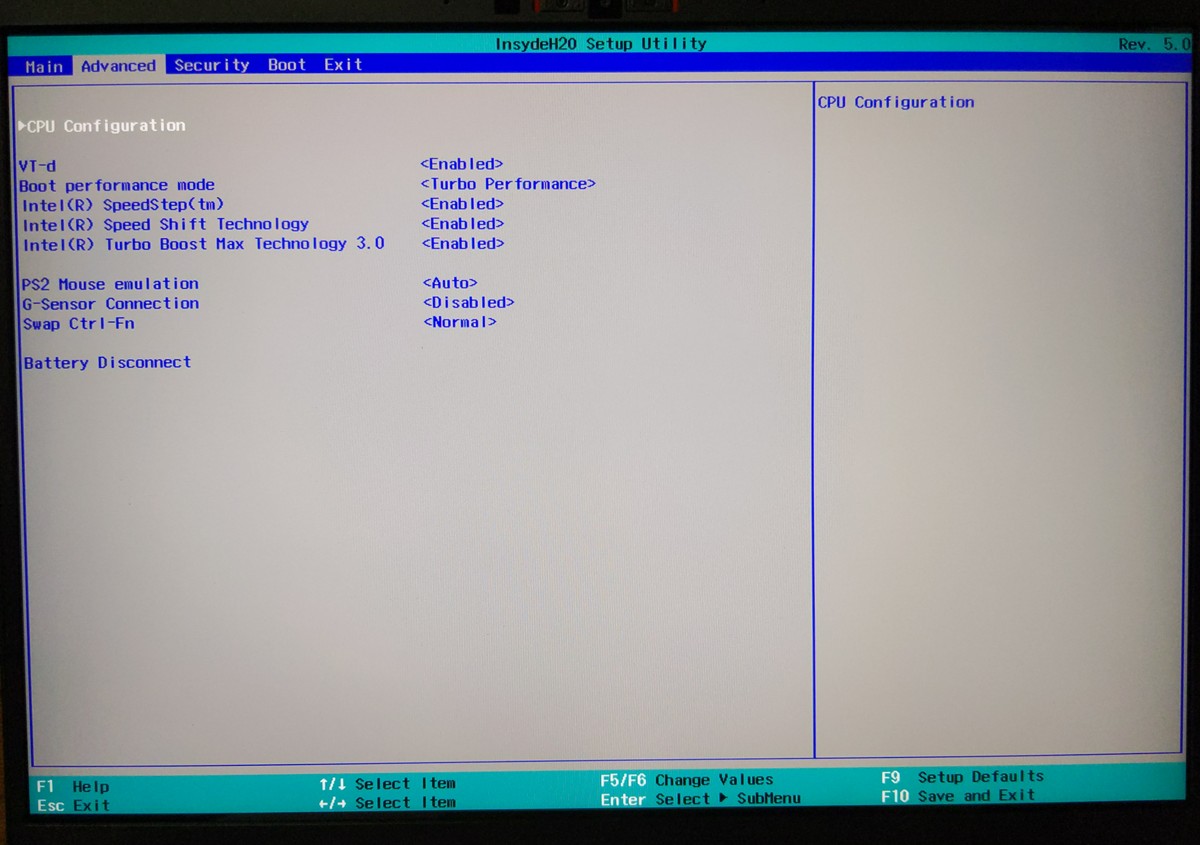 InsydeH20 Setup Utility Rev. 5.0
Main Advanced Security Boot Exit
▶CPU Configuration
CPU Configuration
VT-d <Enabled>
Boot performance mode <Turbo Performance>
Intel(R) SpeedStep(tm) <Enabled>
Intel(R) Speed Shift Technology <Enabled>
Intel(R) Turbo Boost Max Technology 3.0 <Enabled>
PS2 Mouse emulation <Auto>
G-Sensor Connection <Disabled>
Swap Ctrl-Fn <Normal>
Battery Disconnect
F1 Help ↑/↓ Select Item F5/F6 Change Values F9 Setup Defaults
Esc Exit ←/→ Select Item Enter Select ▶ SubMenu F10 Save and Exit